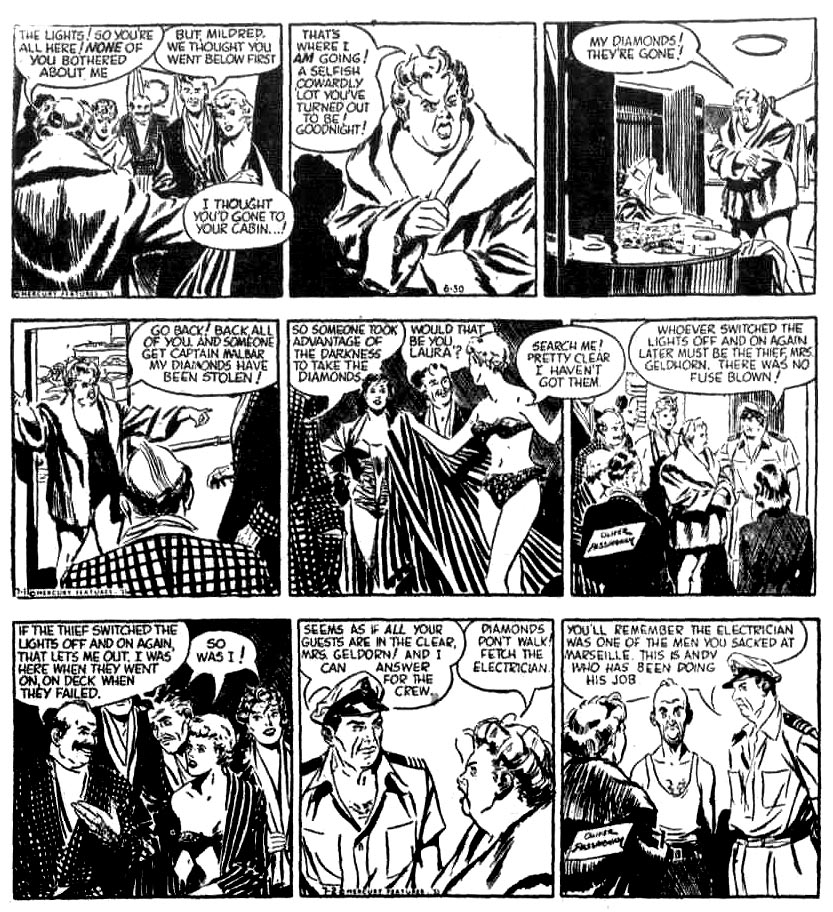 THE LIGHTS! SO YOU'RE
ALL HERE! NONE OF
YOU BOTHERED
ABOUT ME
BUT, MILDRED,
WE THOUGHT YOU
WENT BELOW FIRST
I THOUGHT
YOU'D GONE TO
YOUR CABIN...!
© MERCURY FEATURES.
THAT'S
WHERE I
AM GOING!
A SELFISH
COWARDLY
LOT YOU'VE
TURNED OUT
TO BE!
GOODNIGHT!
6-30
MY DIAMONDS!
THEY'RE GONE!
GO BACK! BACK, ALL
OF YOU, AND SOMEONE
GET CAPTAIN MALBAR
MY DIAMONDS HAVE
BEEN STOLEN!
© MERCURY FEATURES.
SO SOMEONE TOOK
ADVANTAGE OF
THE DARKNESS
TO TAKE THE
DIAMONDS
WOULD THAT
BE YOU,
LAURA?
SEARCH ME!
PRETTY CLEAR
I HAVEN'T
GOT THEM
WHOEVER SWITCHED THE
LIGHTS OFF AND ON AGAIN
LATER MUST BE THE THIEF, MRS.
GELDHORN. THERE WAS NO
FUSE BLOWN!
OLIVER
PASSINGHAM
IF THE THIEF SWITCHED THE
LIGHTS OFF AND ON AGAIN,
THAT LETS ME OUT. I WAS
HERE WHEN THEY WENT
ON, ON DECK WHEN
THEY FAILED.
SO
WAS I!
SEEMS AS IF ALL YOUR
GUESTS ARE IN THE CLEAR,
MRS. GELDORN! AND I
CAN ANSWER
FOR THE
CREW.
DIAMONDS
DON'T WALK!
FETCH THE
ELECTRICIAN.
7-2 © MERCURY FEATURES.
YOU'LL REMEMBER THE ELECTRICIAN
WAS ONE OF THE MEN YOU SACKED AT
MARSEILLE. THIS IS ANDY
WHO HAS BEEN DOING
HIS JOB
OLIVER
PASSINGHAM